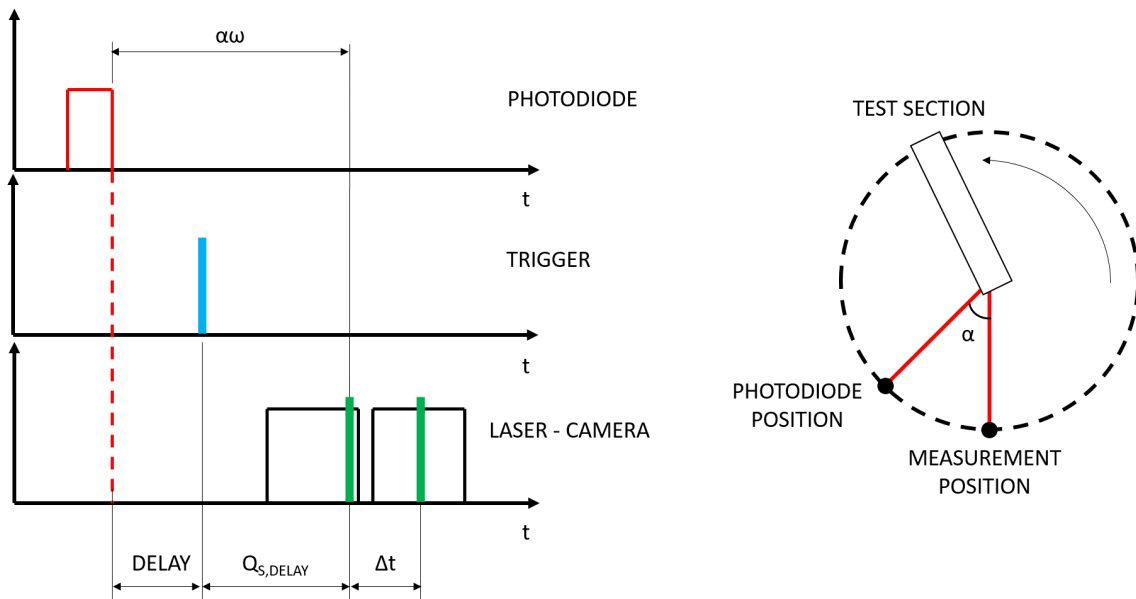 αω
PHOTODIODE
t
TRIGGER
t
LASER - CAMERA
t
DELAY
Q_S,DELAY
Δt
TEST SECTION
α
PHOTODIODE
POSITION
MEASUREMENT
POSITION